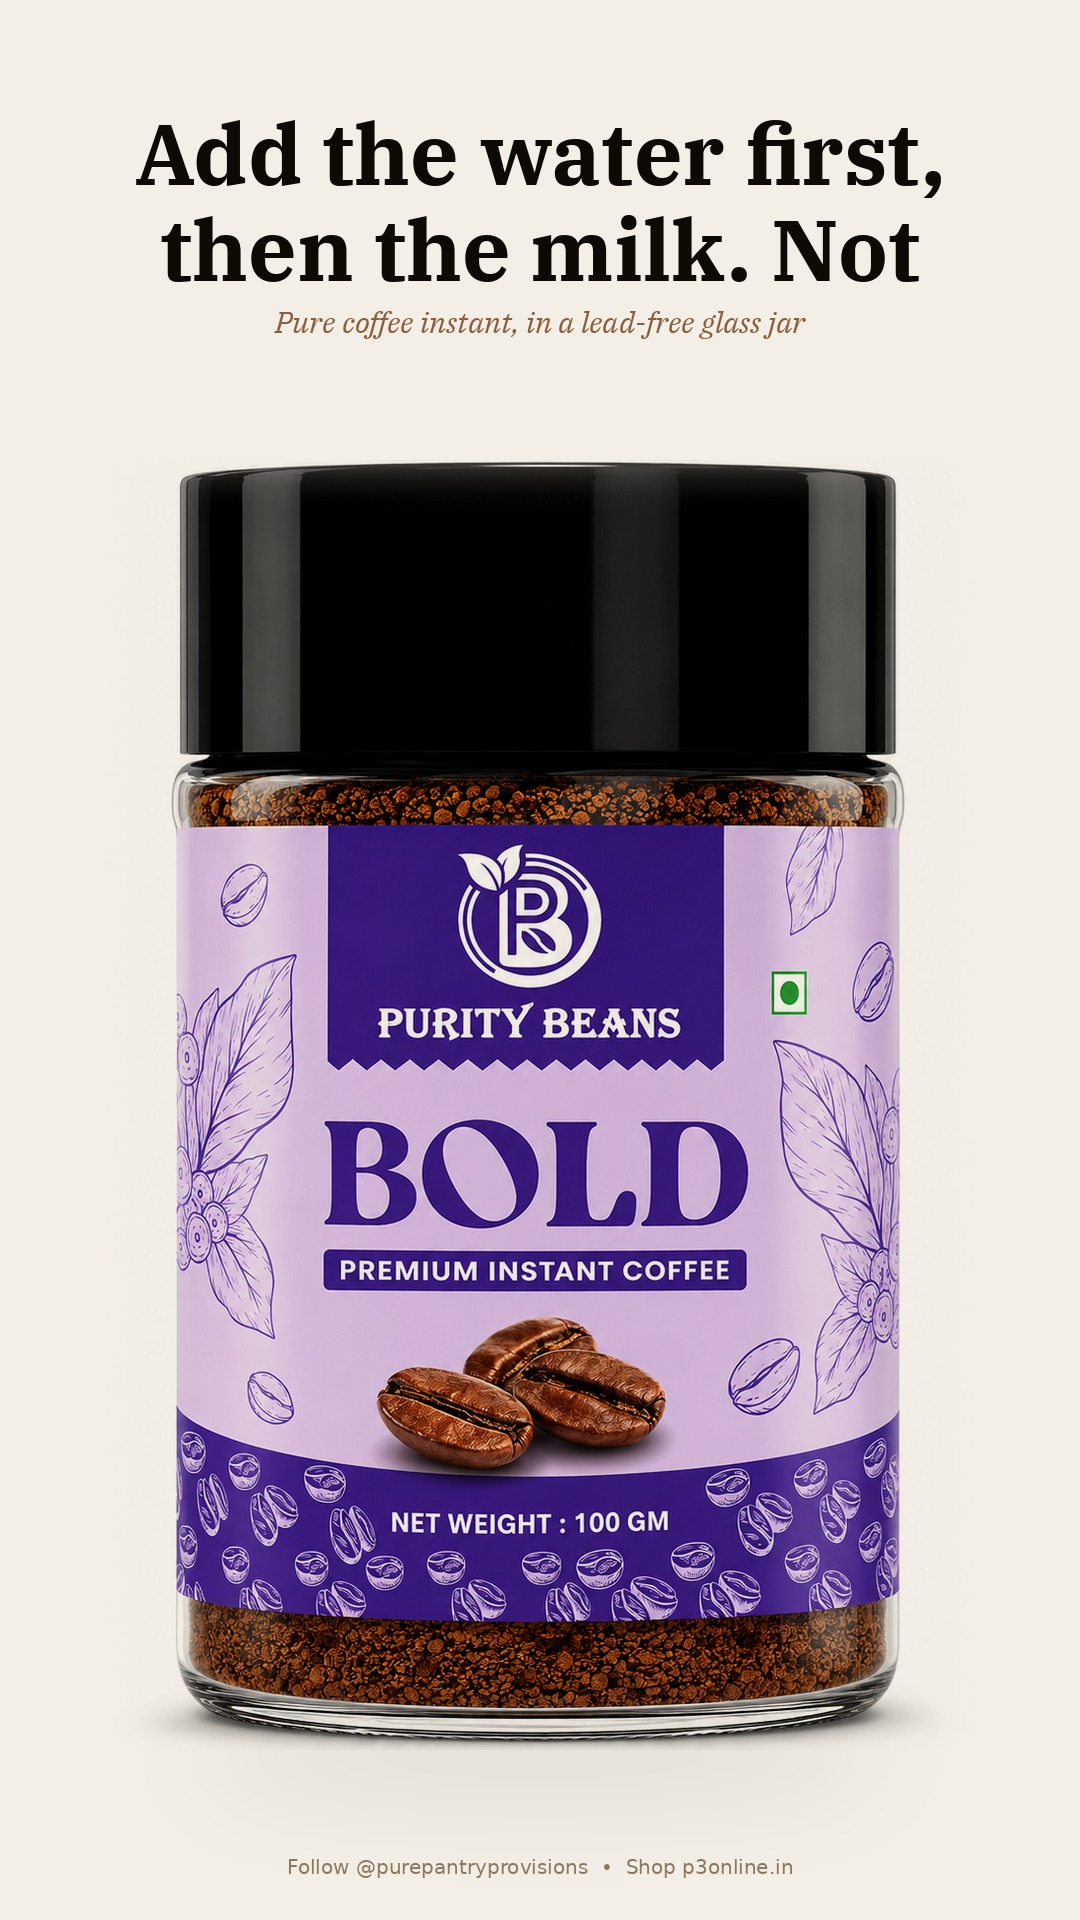 Add the water first,
then the milk. Not
Pure coffee instant, in a lead-free glass jar
PURITY BEANS
BOLD
PREMIUM INSTANT COFFEE
NET WEIGHT : 100 GM
Follow @purepantryprovisions • Shop p3online.in